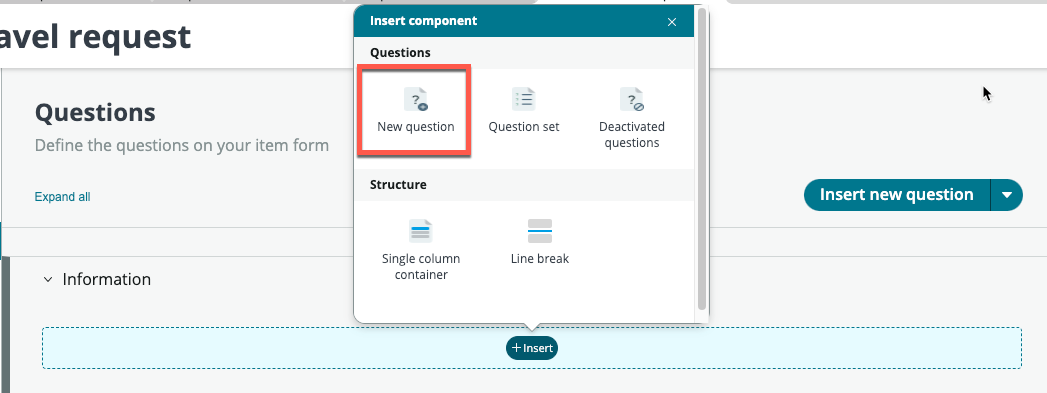 Insert component
avel request
Questions
New question
Question set
Deactivated
questions
Structure
Single column
container
Line break
Questions
Define the questions on your item form
Expand all
Insert new question
Information
Insert